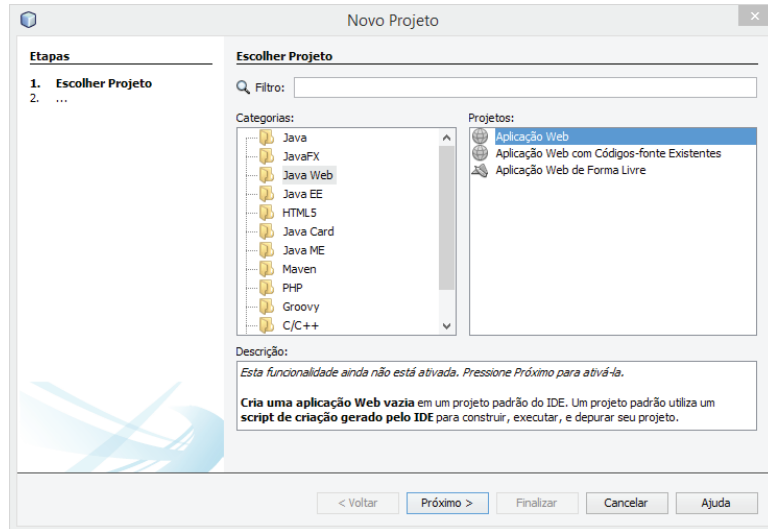 Novo Projeto
Etapas
1. Escolher Projeto
2. ...
Escolher Projeto
Filtro:
Categorias:
Java
JavaFX
Java Web
Java EE
HTML5
Java Card
Java ME
Maven
PHP
Groovy
C/C++
Projetos:
Aplicação Web
Aplicação Web com Códigos-fonte Existentes
Aplicação Web de Forma Livre
Descrição:
Esta funcionalidade ainda não está ativada. Pressione Próximo para ativá-la.
Cria uma aplicação Web vazia em um projeto padrão do IDE. Um projeto padrão utiliza um
script de criação gerado pelo IDE para construir, executar, e depurar seu projeto.
< Voltar
Próximo >
Finalizar
Cancelar
Ajuda